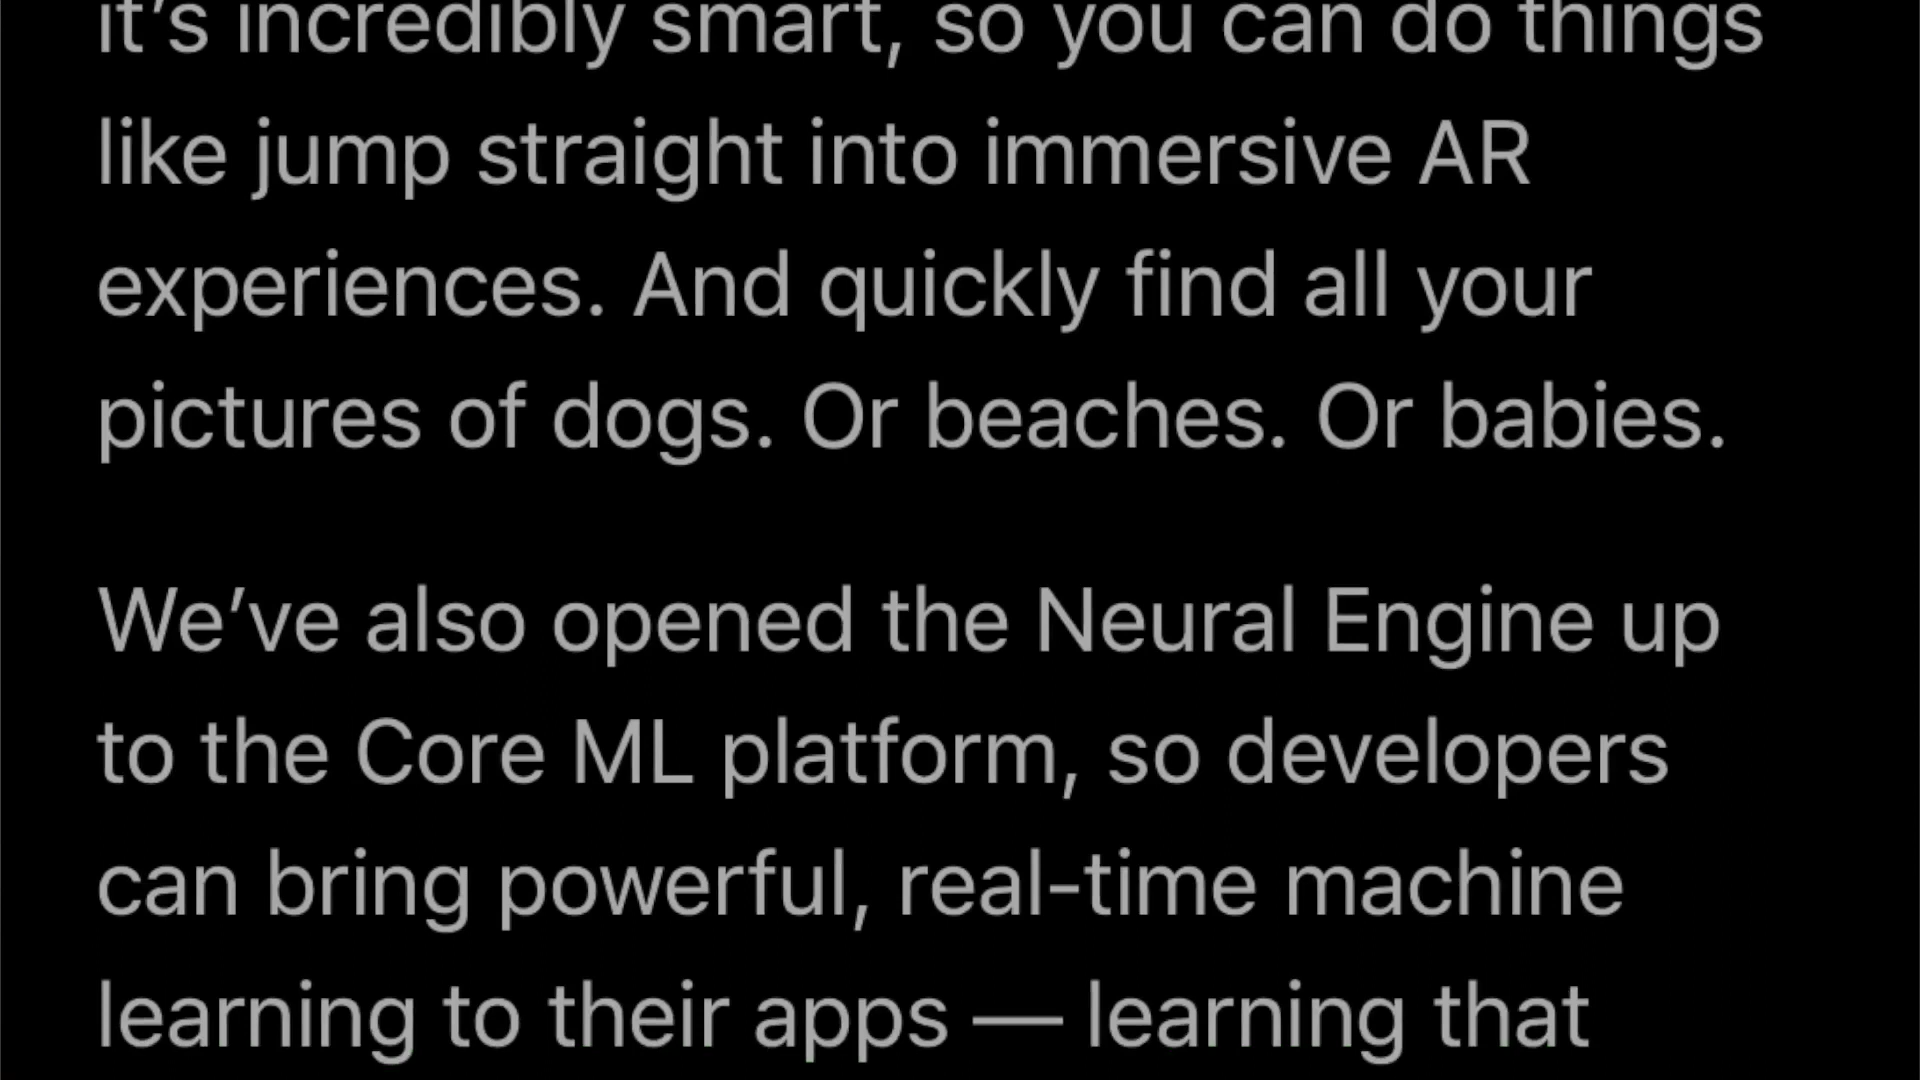 it’s incredibly smart, so you can do things
like jump straight into immersive AR
experiences. And quickly find all your
pictures of dogs. Or beaches. Or babies.
We’ve also opened the Neural Engine up
to the Core ML platform, so developers
can bring powerful, real-time machine
learning to their apps — learning that